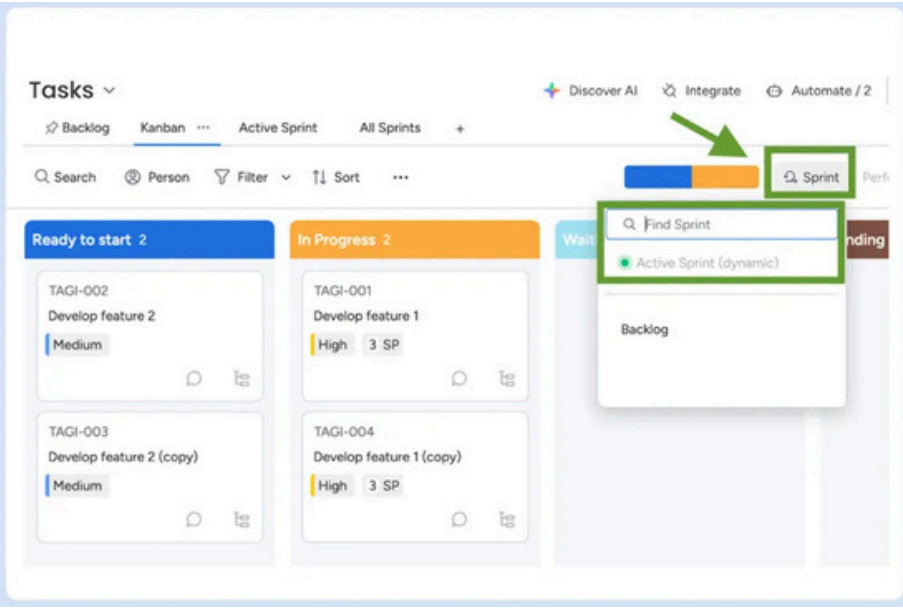 Tasks
Discover AI
Integrate
Automate / 2
Backlog
Kanban
Active Sprint
All Sprints
+
Search
Person
Filter
Sort
Sprint
Find Sprint
Active Sprint (dynamic)
Backlog
Ready to start 2
TAGI-002
Develop feature 2
Medium
TAGI-003
Develop feature 2 (copy)
Medium
In Progress 2
TAGI-001
Develop feature 1
High 3 SP
TAGI-004
Develop feature 1 (copy)
High 3 SP